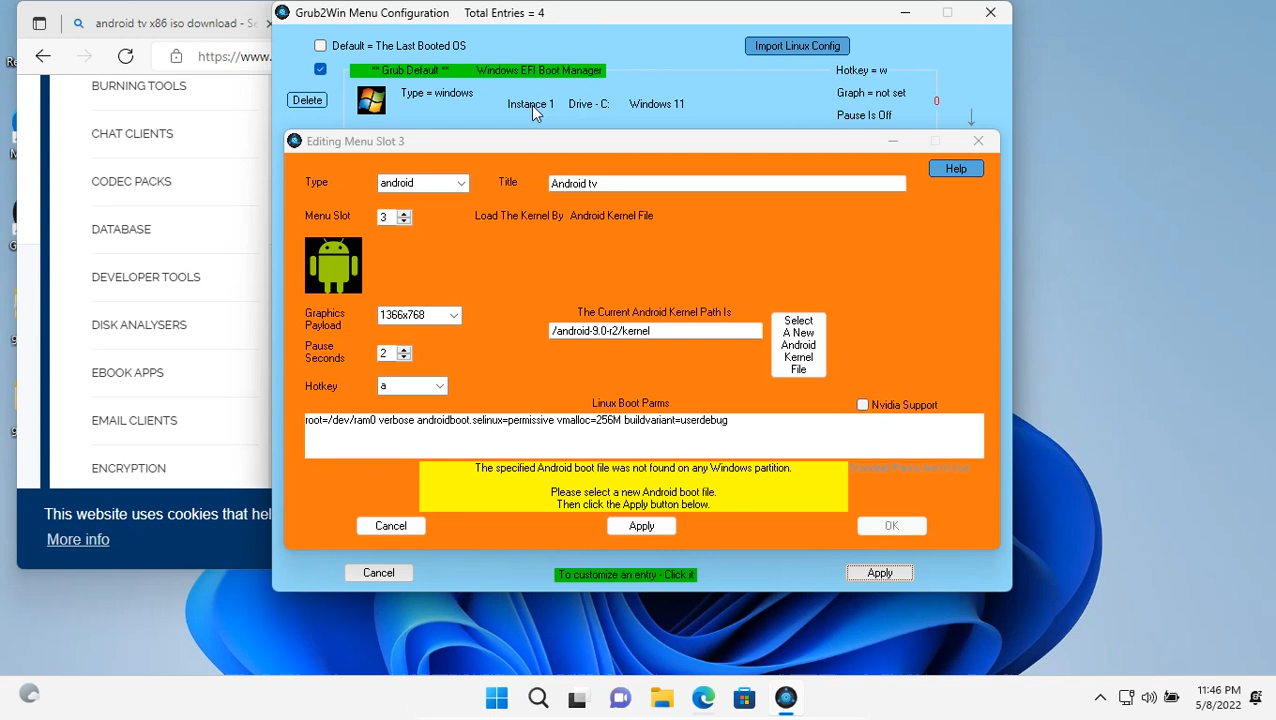 android tv x86 iso download - Se
https://www.
BURNING TOOLS
CHAT CLIENTS
CODEC PACKS
DATABASE
DEVELOPER TOOLS
DISK ANALYSERS
EBOOK APPS
EMAIL CLIENTS
ENCRYPTION
This website uses cookies that hel
More info
Grub2Win Menu Configuration Total Entries = 4
Default = The Last Booted OS
Import Linux Config
** Grub Default ** Windows EFI Boot Manager
Hotkey = w
Type = windows
Graph = not set
Delete
Instance 1 Drive - C: Windows 11
0
Pause Is Off
Editing Menu Slot 3
Help
Type
android
Title
Android tv
Menu Slot
3
Load The Kernel By Android Kernel File
Graphics
Payload
1366x768
The Current Android Kernel Path Is
/android-9.0-r2/kernel
Select
A New
Android
Kernel
File
Pause
Seconds
2
Hotkey
a
Linux Boot Parms
Nvidia Support
root=/dev/ram0 verbose androidboot.selinux=permissive vmalloc=256M buildvariant=userdebug
The specified Android boot file was not found on any Windows partition.
Please select a new Android boot file.
Then click the Apply button below.
Cancel
Apply
OK
Cancel
To customize an entry - Click it
Apply
11:46 PM
5/8/2022